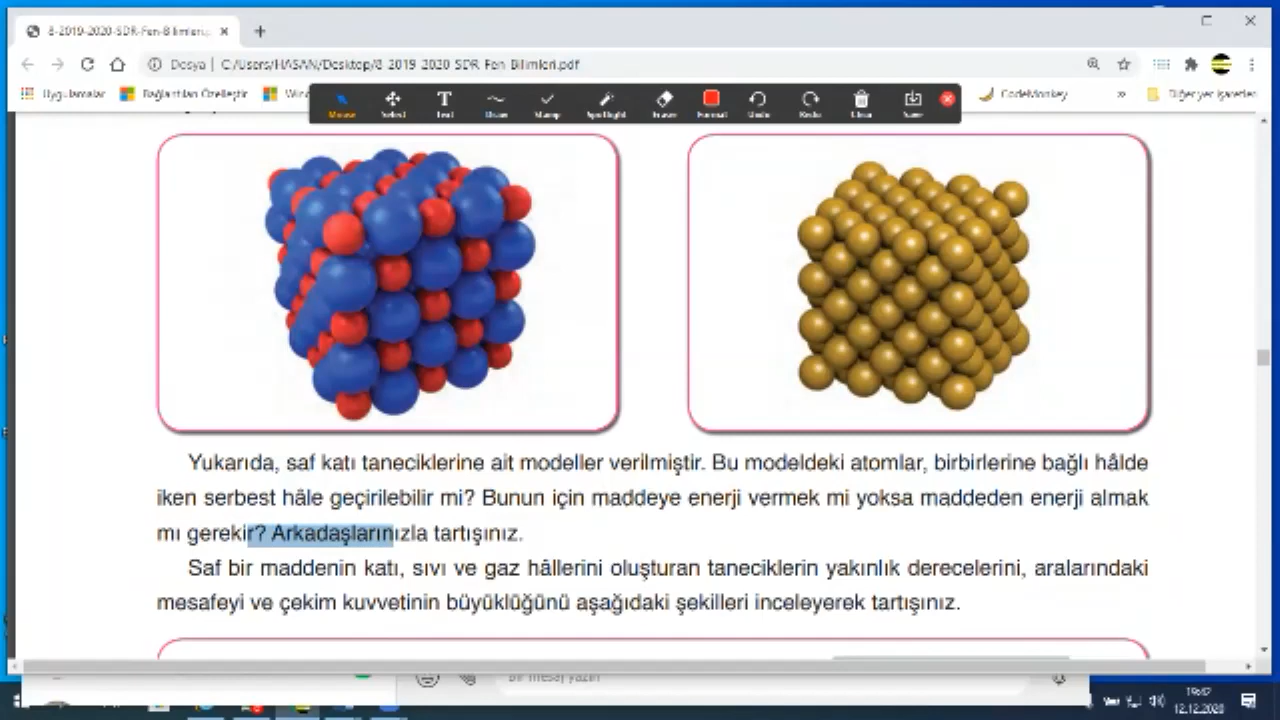 8-2019-2020-SDR-Fen-Bilimleri.p
Dosya | C:/Users/HASAN/Desktop/8-2019-2020-SDR-Fen-Bilimleri.pdf
Uygulamalar Bağlantıları Özelleştir CodeMonkey » Diğer yer işaretleri
Mouse Select Text Draw Stamp Spotlight Eraser Format Undo Redo Clear Save
Yukarıda, saf katı taneciklerine ait modeller verilmiştir. Bu modeldeki atomlar, birbirlerine bağlı hâlde
iken serbest hâle geçirilebilir mi? Bunun için maddeye enerji vermek mi yoksa maddeden enerji almak
mı gerekir? Arkadaşlarınızla tartışınız.
Saf bir maddenin katı, sıvı ve gaz hâllerini oluşturan taneciklerin yakınlık derecelerini, aralarındaki
mesafeyi ve çekim kuvvetinin büyüklüğünü aşağıdaki şekilleri inceleyerek tartışınız.
Bir mesaj yazın
12.12.2020